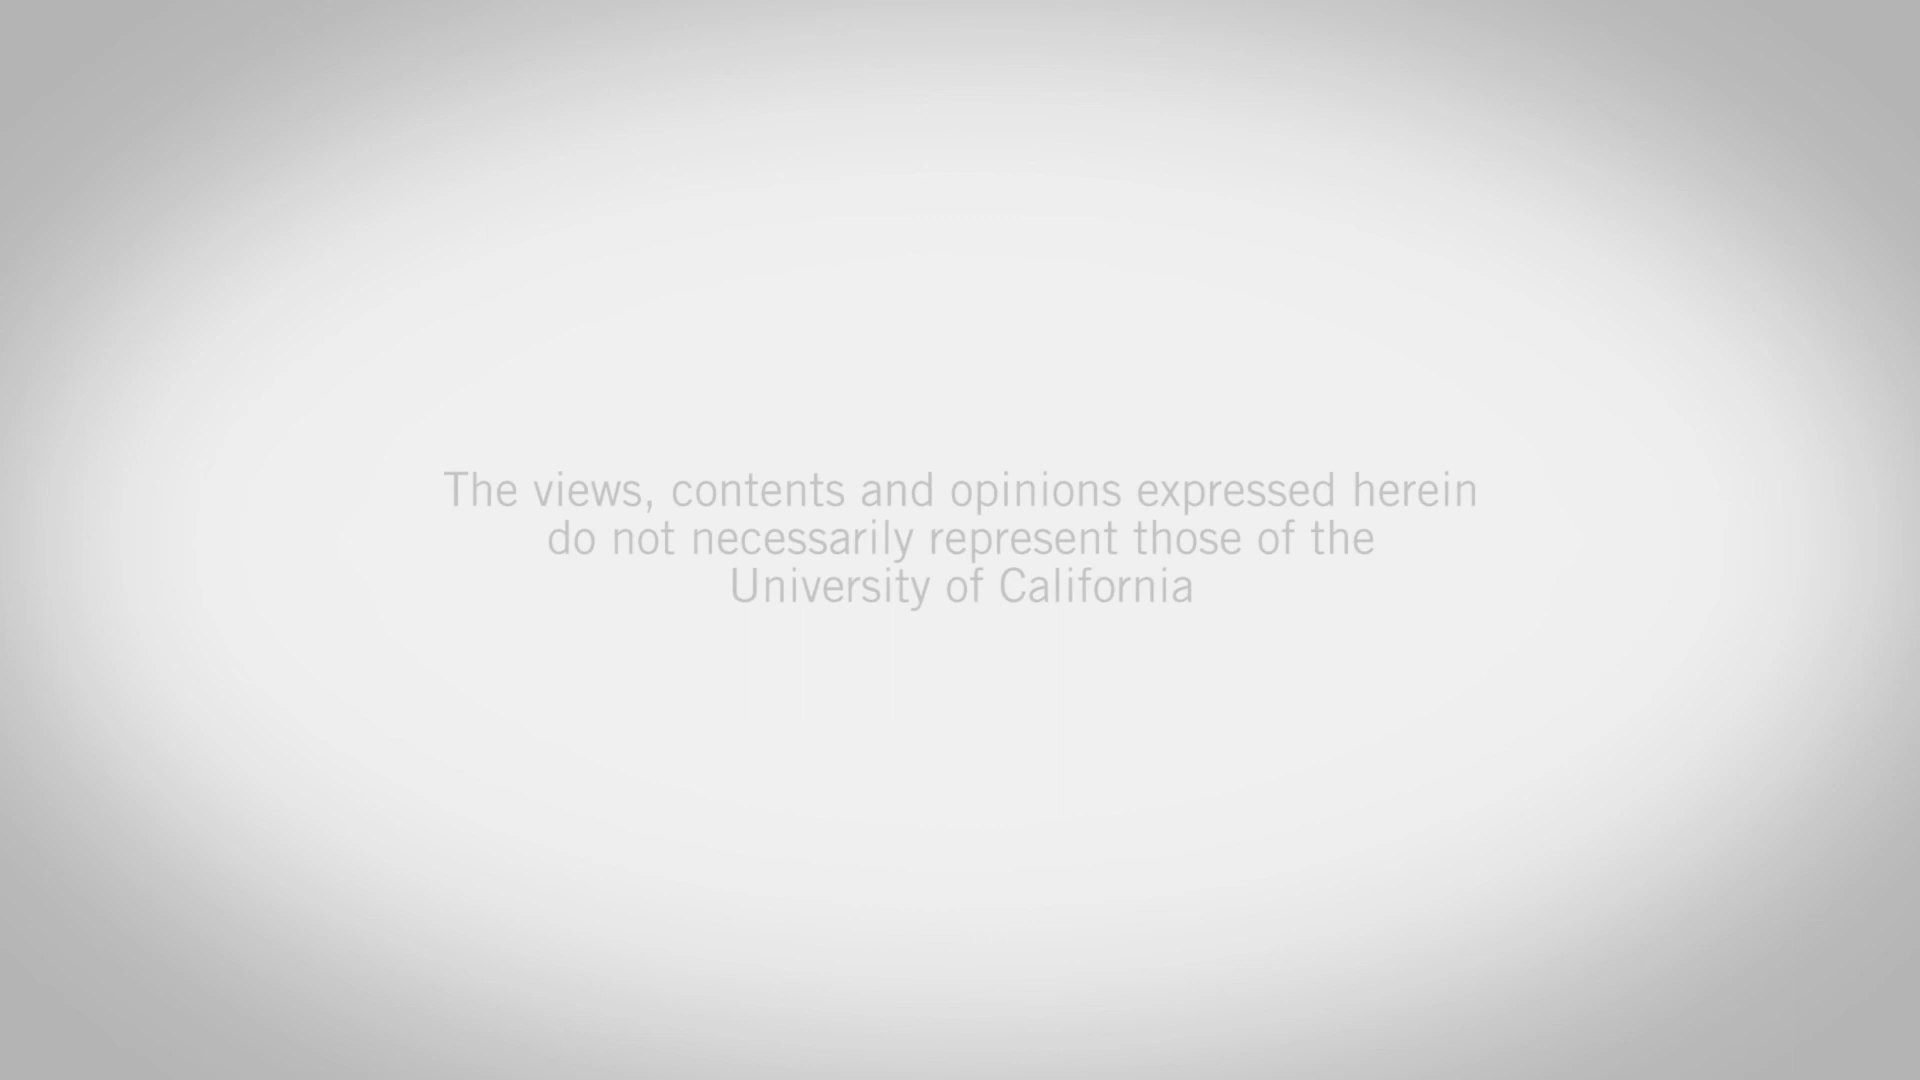 The views, contents and opinions expressed herein
do not necessarily represent those of the
University of California